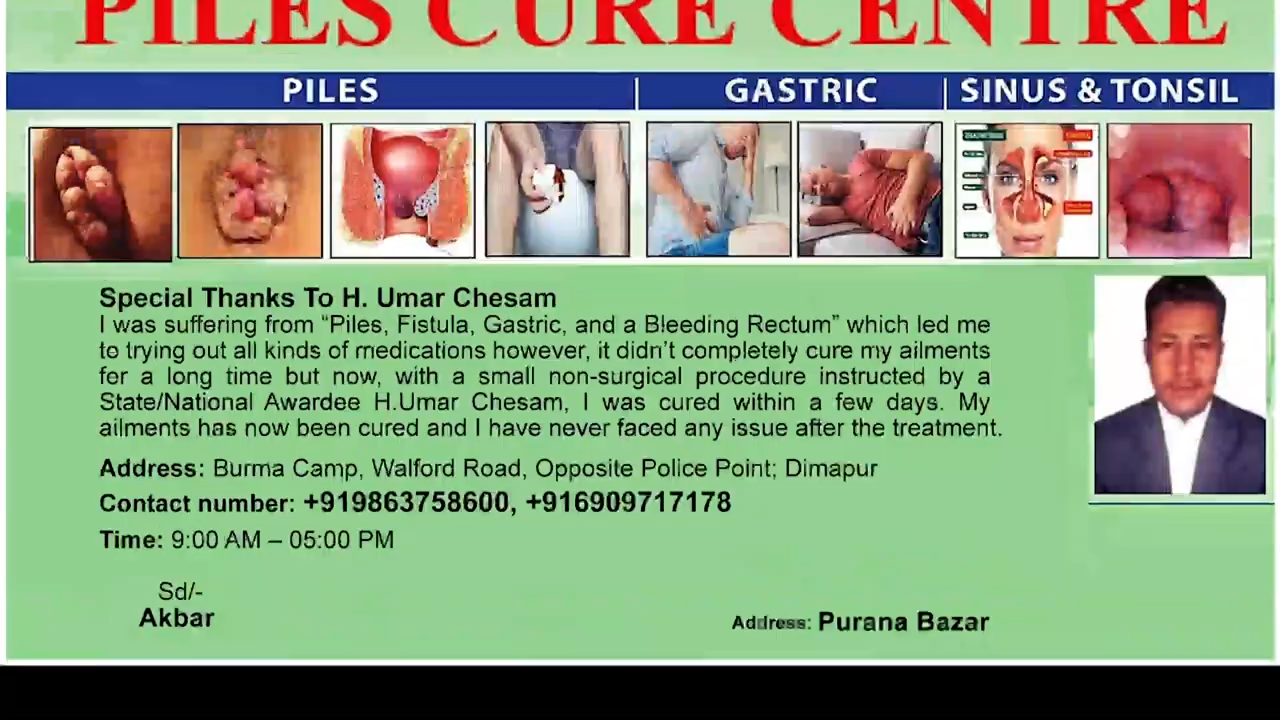 PILES CURE CENTRE
PILES | GASTRIC | SINUS & TONSIL
Special Thanks To H. Umar Chesam
I was suffering from “Piles, Fistula, Gastric, and a Bleeding Rectum” which led me
to trying out all kinds of medications however, it didn’t completely cure my ailments
for a long time but now, with a small non-surgical procedure instructed by a
State/National Awardee H.Umar Chesam, I was cured within a few days. My
ailments has now been cured and I have never faced any issue after the treatment.
Address: Burma Camp, Walford Road, Opposite Police Point; Dimapur
Contact number: +919863758600, +916909717178
Time: 9:00 AM – 05:00 PM
Sd/-
Akbar
Address: Purana Bazar